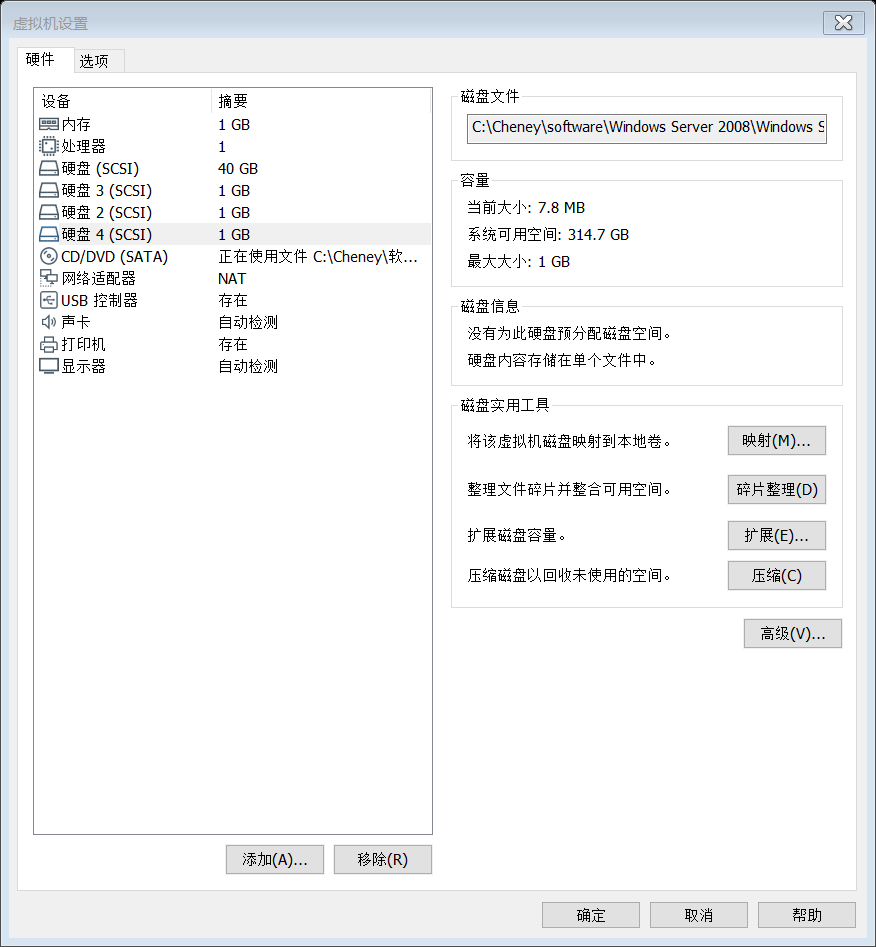 虚拟机设置
硬件
选项
设备 摘要
内存 1 GB
处理器 1
硬盘 (SCSI) 40 GB
硬盘 3 (SCSI) 1 GB
硬盘 2 (SCSI) 1 GB
硬盘 4 (SCSI) 1 GB
CD/DVD (SATA) 正在使用文件 C:\Cheney\软...
网络适配器 NAT
USB 控制器 存在
声卡 自动检测
打印机 存在
显示器 自动检测
添加(A)...
移除(R)
磁盘文件
C:\Cheney\software\Windows Server 2008\Windows S
容量
当前大小: 7.8 MB
系统可用空间: 314.7 GB
最大大小: 1 GB
磁盘信息
没有为此硬盘预分配磁盘空间。
硬盘内容存储在单个文件中。
磁盘实用工具
将该虚拟机磁盘映射到本地卷。 映射(M)...
整理文件碎片并整合可用空间。 碎片整理(D)
扩展磁盘容量。 扩展(E)...
压缩磁盘以回收未使用的空间。 压缩(C)
高级(V)...
确定
取消
帮助